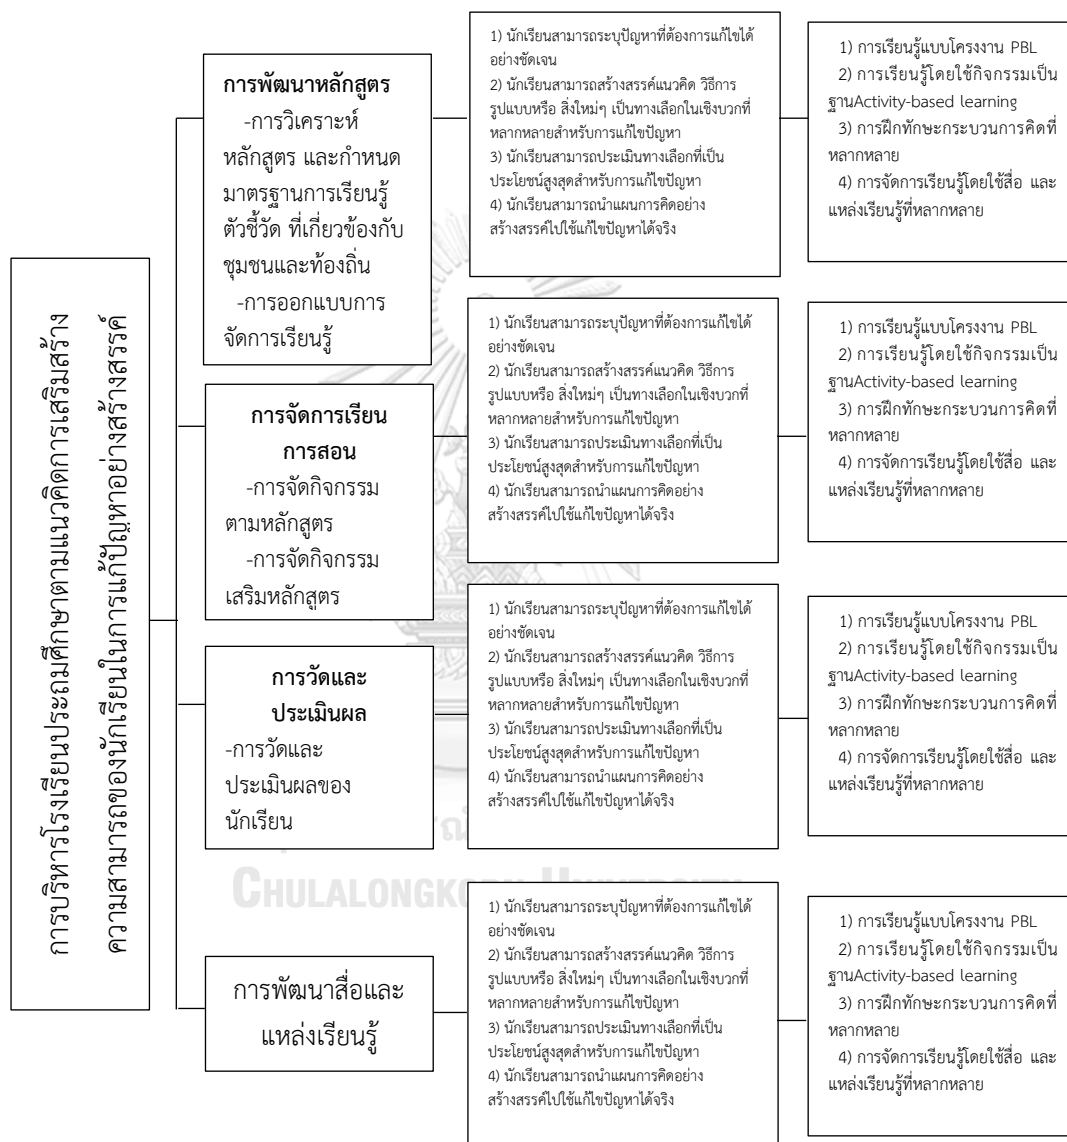 การบริหารโรงเรียนประถมศึกษาตามแนวคิดการเสริมสร้าง
ความสามารถของนักเรียนในการแก้ปัญหาอย่างสร้างสรรค์
การพัฒนาหลักสูตร
-การวิเคราะห์
หลักสูตร และกำหนด
มาตรฐานการเรียนรู้
ตัวชี้วัด ที่เกี่ยวข้องกับ
ชุมชนและท้องถิ่น
-การออกแบบการ
จัดการเรียนรู้
1) นักเรียนสามารถระบุปัญหาที่ต้องการแก้ไขได้
อย่างชัดเจน
2) นักเรียนสามารถสร้างสรรค์แนวคิด วิธีการ
รูปแบบหรือ สิ่งใหม่ๆ เป็นทางเลือกในเชิงบวกที่
หลากหลายสำหรับการแก้ไขปัญหา
3) นักเรียนสามารถประเมินทางเลือกที่เป็น
ประโยชน์สูงสุดสำหรับการแก้ไขปัญหา
4) นักเรียนสามารถนำแผนการคิดอย่าง
สร้างสรรค์ไปใช้แก้ไขปัญหาได้จริง
1) การเรียนรู้แบบโครงงาน PBL
2) การเรียนรู้โดยใช้กิจกรรมเป็น
ฐานActivity-based learning
3) การฝึกทักษะกระบวนการคิดที่
หลากหลาย
4) การจัดการเรียนรู้โดยใช้สื่อ และ
แหล่งเรียนรู้ที่หลากหลาย
การจัดการเรียน
การสอน
-การจัดกิจกรรม
ตามหลักสูตร
-การจัดกิจกรรม
เสริมหลักสูตร
1) นักเรียนสามารถระบุปัญหาที่ต้องการแก้ไขได้
อย่างชัดเจน
2) นักเรียนสามารถสร้างสรรค์แนวคิด วิธีการ
รูปแบบหรือ สิ่งใหม่ๆ เป็นทางเลือกในเชิงบวกที่
หลากหลายสำหรับการแก้ไขปัญหา
3) นักเรียนสามารถประเมินทางเลือกที่เป็น
ประโยชน์สูงสุดสำหรับการแก้ไขปัญหา
4) นักเรียนสามารถนำแผนการคิดอย่าง
สร้างสรรค์ไปใช้แก้ไขปัญหาได้จริง
1) การเรียนรู้แบบโครงงาน PBL
2) การเรียนรู้โดยใช้กิจกรรมเป็น
ฐานActivity-based learning
3) การฝึกทักษะกระบวนการคิดที่
หลากหลาย
4) การจัดการเรียนรู้โดยใช้สื่อ และ
แหล่งเรียนรู้ที่หลากหลาย
การวัดและ
ประเมินผล
-การวัดและ
ประเมินผลของ
นักเรียน
1) นักเรียนสามารถระบุปัญหาที่ต้องการแก้ไขได้
อย่างชัดเจน
2) นักเรียนสามารถสร้างสรรค์แนวคิด วิธีการ
รูปแบบหรือ สิ่งใหม่ๆ เป็นทางเลือกในเชิงบวกที่
หลากหลายสำหรับการแก้ไขปัญหา
3) นักเรียนสามารถประเมินทางเลือกที่เป็น
ประโยชน์สูงสุดสำหรับการแก้ไขปัญหา
4) นักเรียนสามารถนำแผนการคิดอย่าง
สร้างสรรค์ไปใช้แก้ไขปัญหาได้จริง
1) การเรียนรู้แบบโครงงาน PBL
2) การเรียนรู้โดยใช้กิจกรรมเป็น
ฐานActivity-based learning
3) การฝึกทักษะกระบวนการคิดที่
หลากหลาย
4) การจัดการเรียนรู้โดยใช้สื่อ และ
แหล่งเรียนรู้ที่หลากหลาย
การพัฒนาสื่อและ
แหล่งเรียนรู้
1) นักเรียนสามารถระบุปัญหาที่ต้องการแก้ไขได้
อย่างชัดเจน
2) นักเรียนสามารถสร้างสรรค์แนวคิด วิธีการ
รูปแบบหรือ สิ่งใหม่ๆ เป็นทางเลือกในเชิงบวกที่
หลากหลายสำหรับการแก้ไขปัญหา
3) นักเรียนสามารถประเมินทางเลือกที่เป็น
ประโยชน์สูงสุดสำหรับการแก้ไขปัญหา
4) นักเรียนสามารถนำแผนการคิดอย่าง
สร้างสรรค์ไปใช้แก้ไขปัญหาได้จริง
1) การเรียนรู้แบบโครงงาน PBL
2) การเรียนรู้โดยใช้กิจกรรมเป็น
ฐานActivity-based learning
3) การฝึกทักษะกระบวนการคิดที่
หลากหลาย
4) การจัดการเรียนรู้โดยใช้สื่อ และ
แหล่งเรียนรู้ที่หลากหลาย